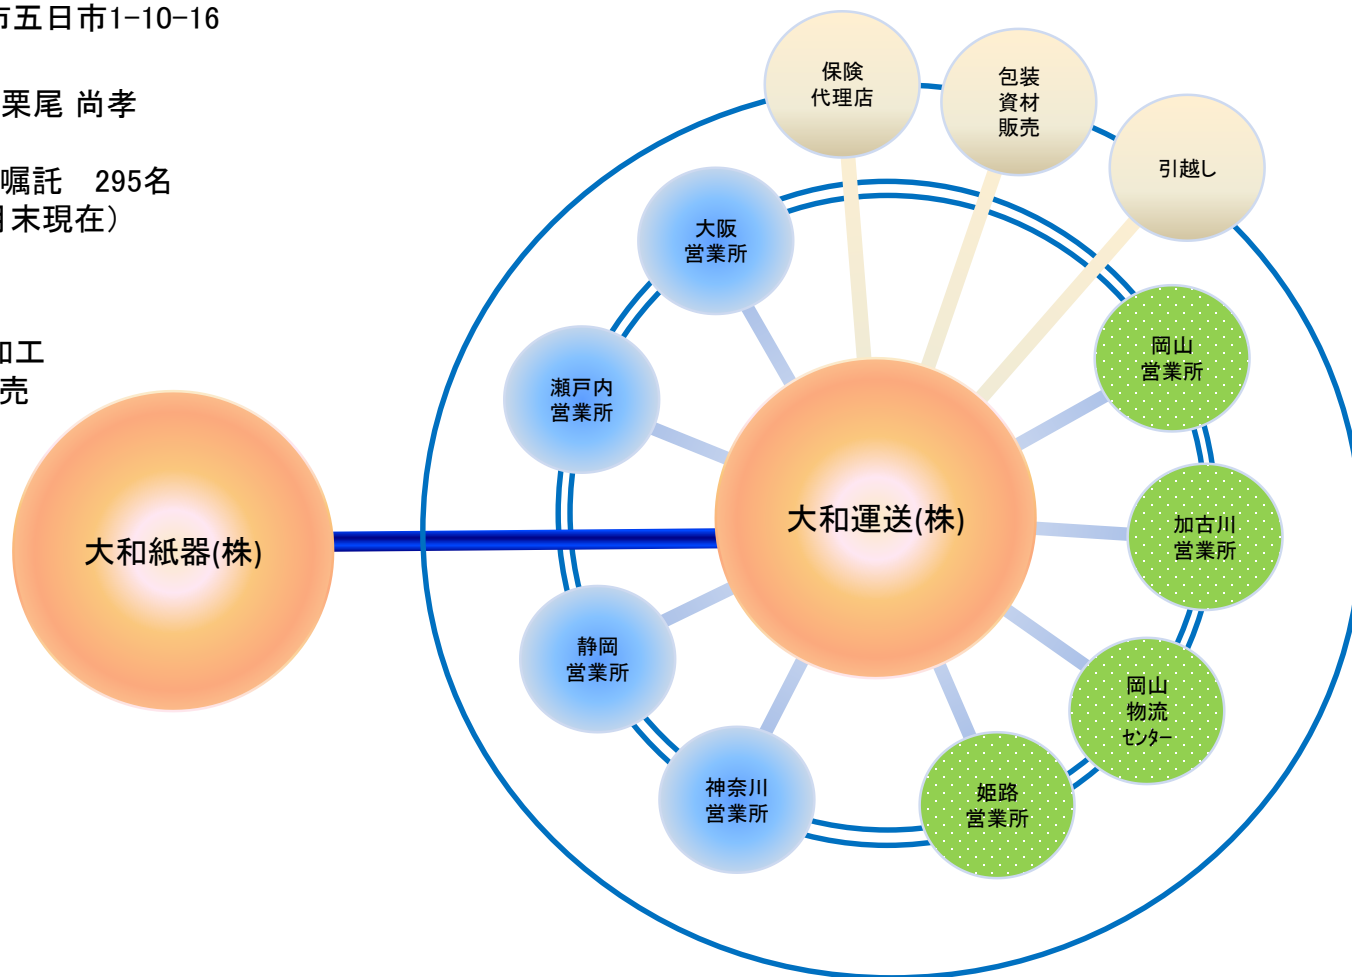 市五日市1-10-16
栗尾 尚孝
嘱託　295名
月末現在）
加工
売
保険
代理店
包装
資材
販売
引越し
大阪
営業所
岡山
営業所
瀬戸内
営業所
大和紙器(株)
大和運送(株)
加古川
営業所
静岡
営業所
岡山
物流
ｾﾝﾀｰ
神奈川
営業所
姫路
営業所